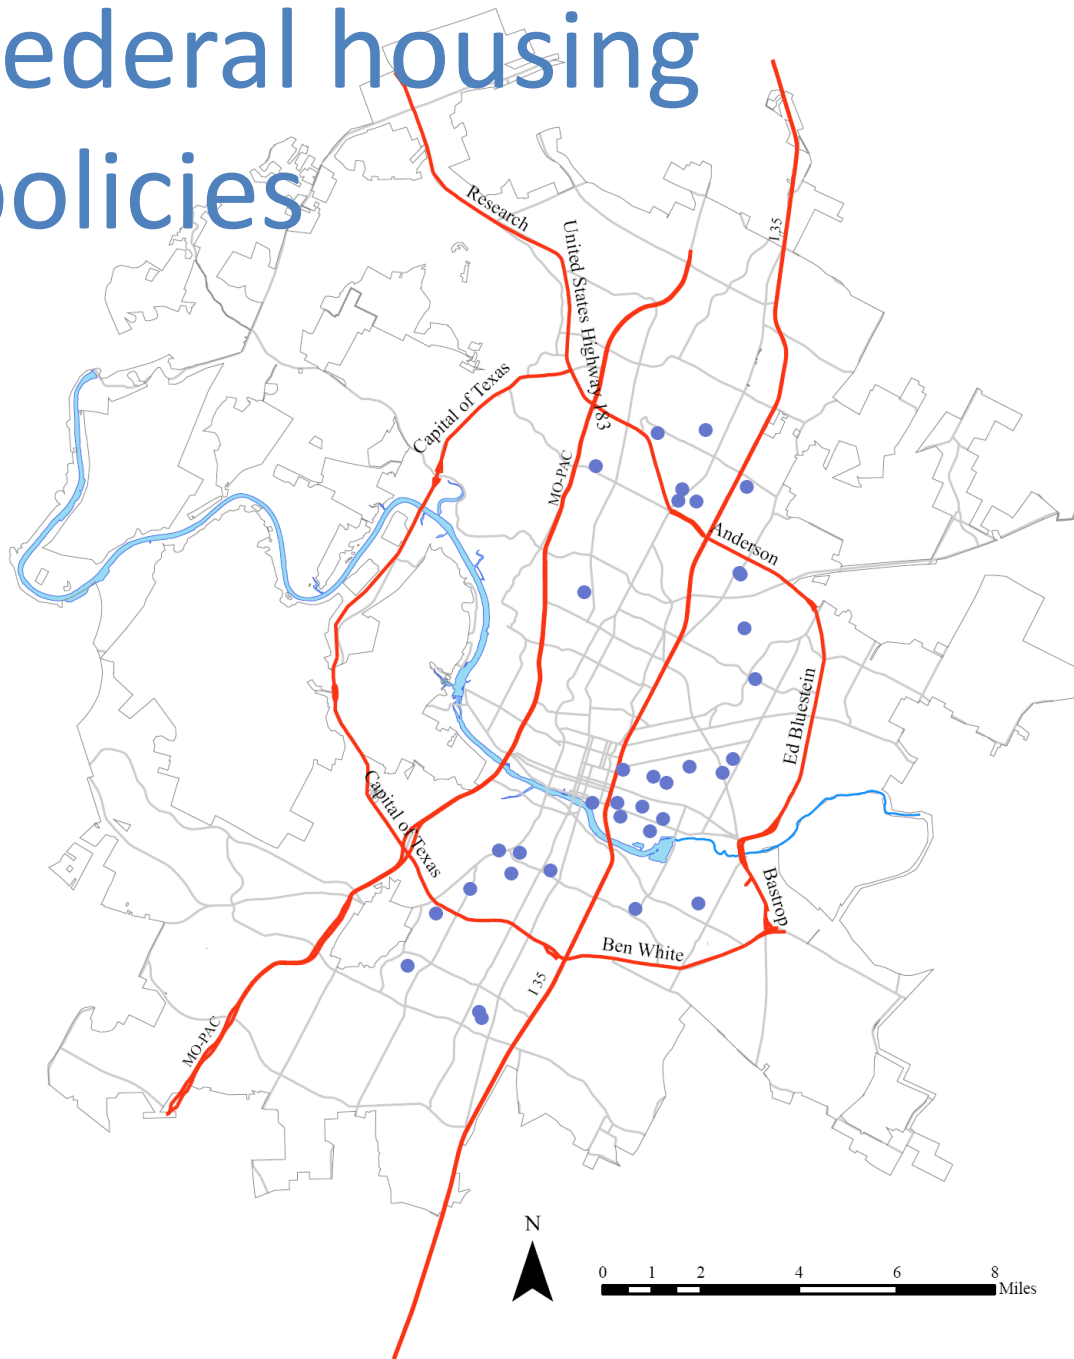 ederal housing
policies
Research
United States Highway 183
I 35
Capital of Texas
MO-PAC
Anderson
Ed Bluestein
Capital of Texas
Bastrop
Ben White
I 35
MO-PAC
N
0 1 2 4 6 8
Miles